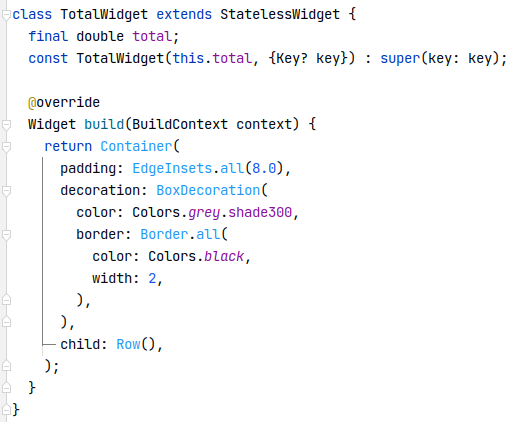 class TotalWidget extends StatelessWidget {
  final double total;
  const TotalWidget(this.total, {Key? key}) : super(key: key);

  @override
  Widget build(BuildContext context) {
    return Container(
      padding: EdgeInsets.all(8.0),
      decoration: BoxDecoration(
        color: Colors.grey.shade300,
        border: Border.all(
          color: Colors.black,
          width: 2,
        ),
      ),
      child: Row(),
    );
  }
}